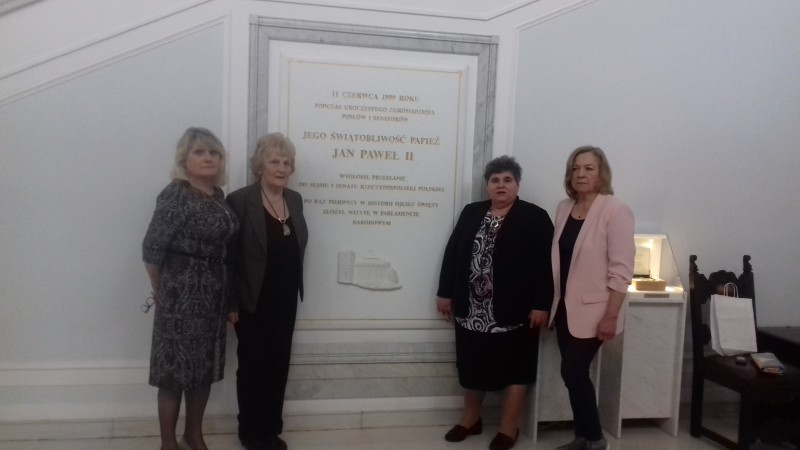 11 CZERWCA 1999 ROKU
PODCZAS UROCZYSTEGO ZGROMADZENIA
POSŁÓW I SENATORÓW
JEGO ŚWIĄTOBLIWOŚĆ PAPIEŻ
JAN PAWEŁ II
WYGŁOSIŁ PRZESŁANIE
DO SEJMU I SENATU RZECZYPOSPOLITEJ POLSKIEJ
PO RAZ PIERWSZY W HISTORII OJCIEC ŚWIĘTY
ZŁOŻYŁ WIZYTĘ W PARLAMENCIE
NARODOWYM